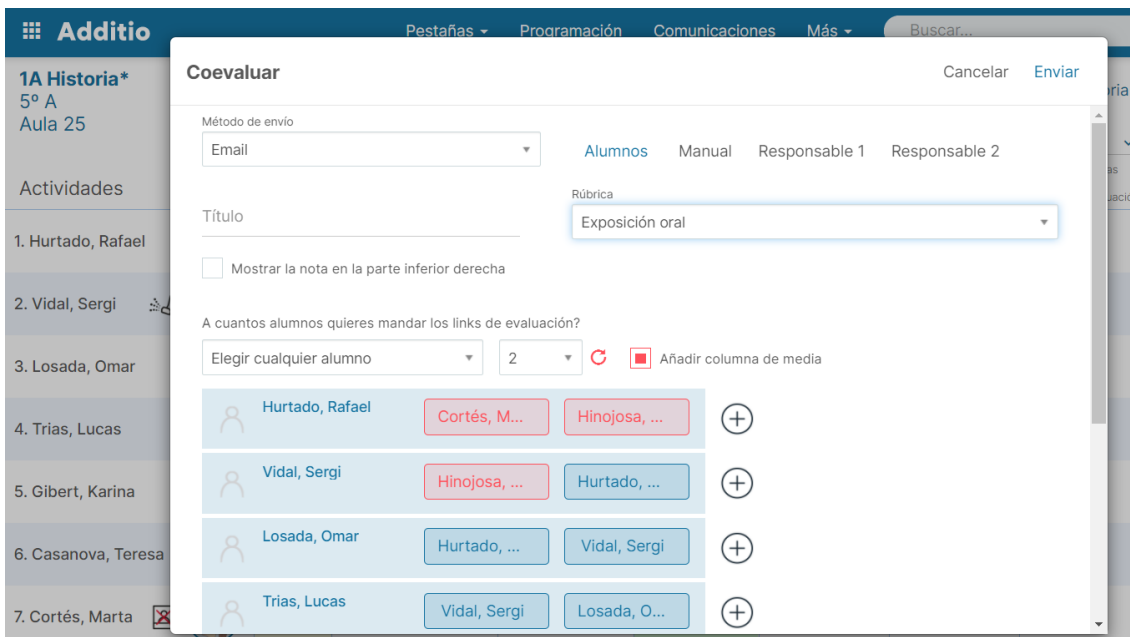 Additio Pestañas Programación Comunicaciones Más Buscar...
1A Historia*
5º A
Aula 25
Actividades
1. Hurtado, Rafael
2. Vidal, Sergi
3. Losada, Omar
4. Trias, Lucas
5. Gibert, Karina
6. Casanova, Teresa
7. Cortés, Marta
Coevaluar Cancelar Enviar
Método de envío
Email
Alumnos Manual Responsable 1 Responsable 2
Título
Rúbrica
Exposición oral
Mostrar la nota en la parte inferior derecha
A cuantos alumnos quieres mandar los links de evaluación?
Elegir cualquier alumno 2 Añadir columna de media
Hurtado, Rafael Cortés, M... Hinojosa, ...
Vidal, Sergi Hinojosa, ... Hurtado, ...
Losada, Omar Hurtado, ... Vidal, Sergi
Trias, Lucas Vidal, Sergi Losada, O...